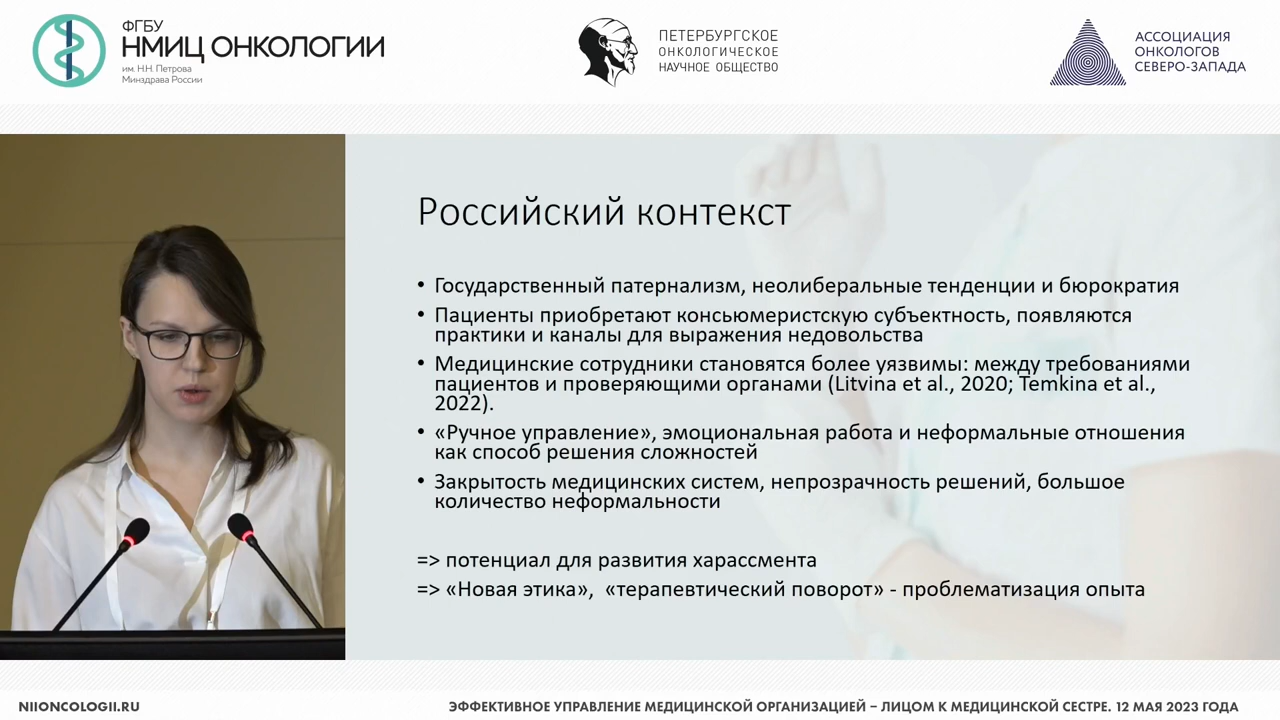 ФГБУ
НМИЦ ОНКОЛОГИИ
им. Н.Н. Петрова
Минздрава России
ПЕТЕРБУРГСКОЕ
ОНКОЛОГИЧЕСКОЕ
НАУЧНОЕ ОБЩЕСТВО
АССОЦИАЦИЯ
ОНКОЛОГОВ
СЕВЕРО-ЗАПАДА
Российский контекст
• Государственный патернализм, неолиберальные тенденции и бюрократия
• Пациенты приобретают консьюмеристскую субъектность, появляются
практики и каналы для выражения недовольства
• Медицинские сотрудники становятся более уязвимы: между требованиями
пациентов и проверяющими органами (Litvina et al., 2020; Temkina et al.,
2022).
• «Ручное управление», эмоциональная работа и неформальные отношения
как способ решения сложностей
• Закрытость медицинских систем, непрозрачность решений, большое
количество неформальности
=> потенциал для развития харассмента
=> «Новая этика», «терапевтический поворот» - проблематизация опыта
NIIONCOLOGII.RU
ЭФФЕКТИВНОЕ УПРАВЛЕНИЕ МЕДИЦИНСКОЙ ОРГАНИЗАЦИЕЙ – ЛИЦОМ К МЕДИЦИНСКОЙ СЕСТРЕ. 12 МАЯ 2023 ГОДА